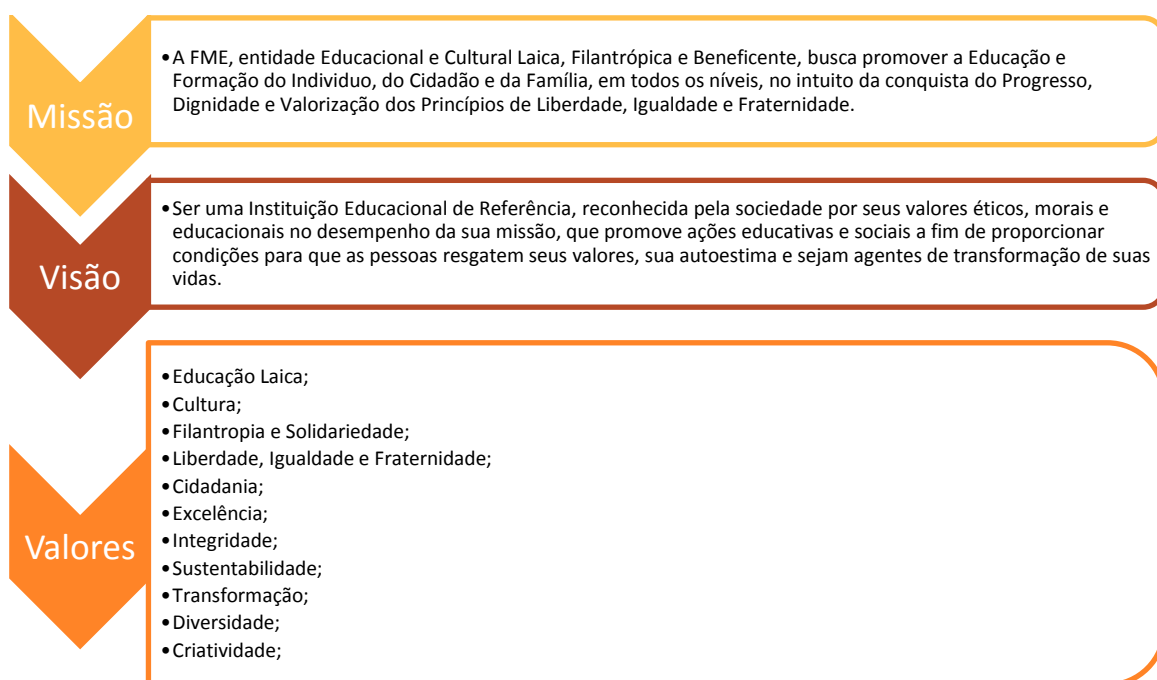 Missão
•A FME, entidade Educacional e Cultural Laica, Filantrópica e Beneficente, busca promover a Educação e
Formação do Individuo, do Cidadão e da Família, em todos os níveis, no intuito da conquista do Progresso,
Dignidade e Valorização dos Princípios de Liberdade, Igualdade e Fraternidade.
Visão
•Ser uma Instituição Educacional de Referência, reconhecida pela sociedade por seus valores éticos, morais e
educacionais no desempenho da sua missão, que promove ações educativas e sociais a fim de proporcionar
condições para que as pessoas resgatem seus valores, sua autoestima e sejam agentes de transformação de suas
vidas.
Valores
•Educação Laica;
•Cultura;
•Filantropia e Solidariedade;
•Liberdade, Igualdade e Fraternidade;
•Cidadania;
•Excelência;
•Integridade;
•Sustentabilidade;
•Transformação;
•Diversidade;
•Criatividade;